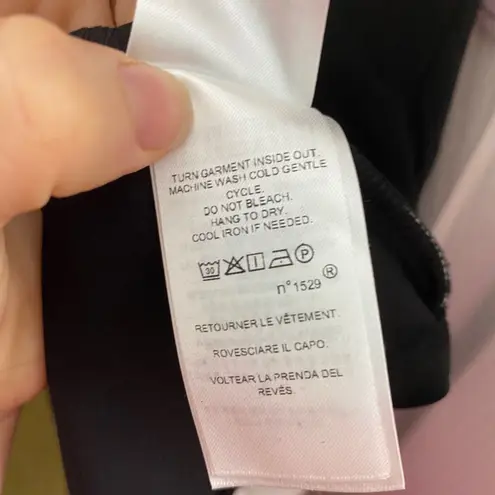 TURN GARMENT INSIDE OUT.
MACHINE WASH COLD GENTLE
CYCLE.
DO NOT BLEACH.
HANG TO DRY.
COOL IRON IF NEEDED.
30 P
n° 1529 ®
RETOURNER LE VÊTEMENT.
ROVESCIARE IL CAPO.
VOLTEAR LA PRENDA DEL
REVÉS.